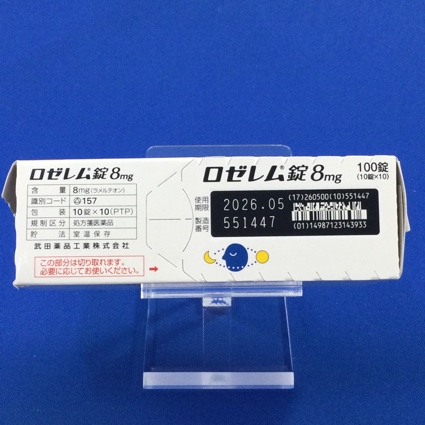 ロゼレム錠8mg
含 量 8mg(ラメルテオン)
識別コード 157
包 装 10錠×10(PTP)
規制区分 処方箋医薬品
貯 法 室温保存
武田薬品工業株式会社
この部分は切り取れます。
必要に応じてお使いください。
ロゼレム錠8mg
100錠
(10錠×10)
使用期限 2026.05
製造番号 551447
(17)260500(10)551447
(01)14987123143933